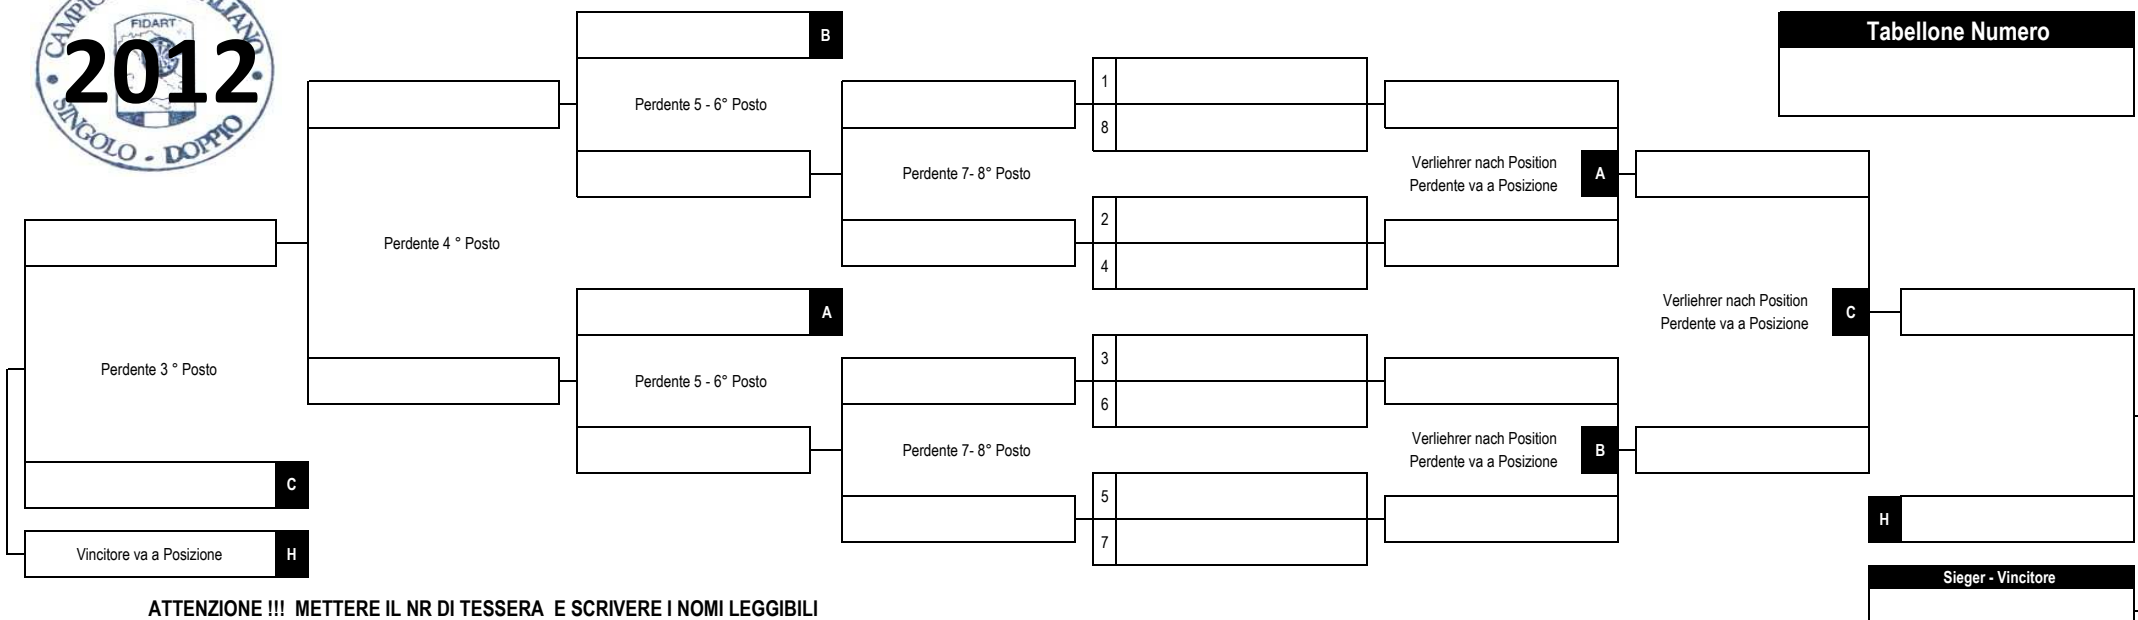 FIDART
2012
SINGOLO - DOPPIO
B
Tabellone Numero
Perdente 5 - 6° Posto
1
8
Perdente 7- 8° Posto
Verliehrer nach Position
Perdente va a Posizione
A
2
4
Perdente 4 ° Posto
A
Verliehrer nach Position
Perdente va a Posizione
C
3
6
Perdente 3 ° Posto
Perdente 5 - 6° Posto
Perdente 7- 8° Posto
Verliehrer nach Position
Perdente va a Posizione
B
C
5
7
H
Vincitore va a Posizione H
Sieger - Vincitore
ATTENZIONE !!! METTERE IL NR DI TESSERA E SCRIVERE I NOMI LEGGIBILI